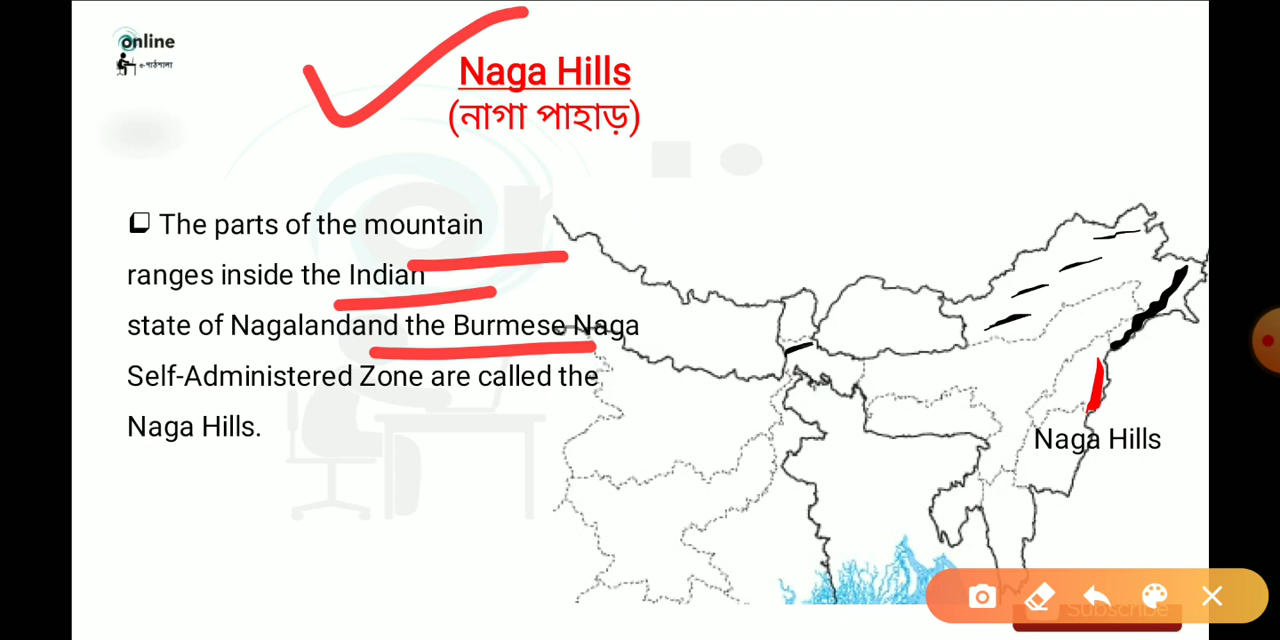 online
e-পাঠশালা
Naga Hills
(নাগা পাহাড়)
The parts of the mountain
ranges inside the Indian
state of Nagalandand the Burmese Naga
Self-Administered Zone are called the
Naga Hills.
Naga Hills
Subscribe